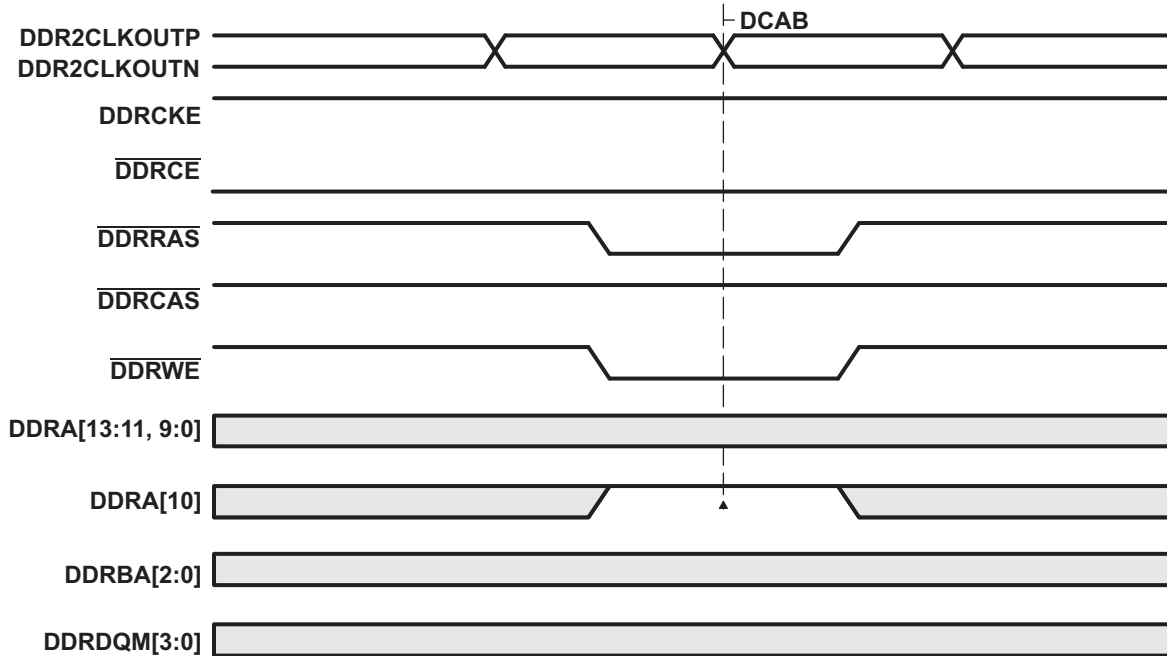 DCAB
DDR2CLKOUTP
DDR2CLKOUTN
DDRCKE
DDRCE
DDRRAS
DDRCAS
DDRWE
DDRA[13:11, 9:0]
DDRA[10]
DDRBA[2:0]
DDRDQM[3:0]